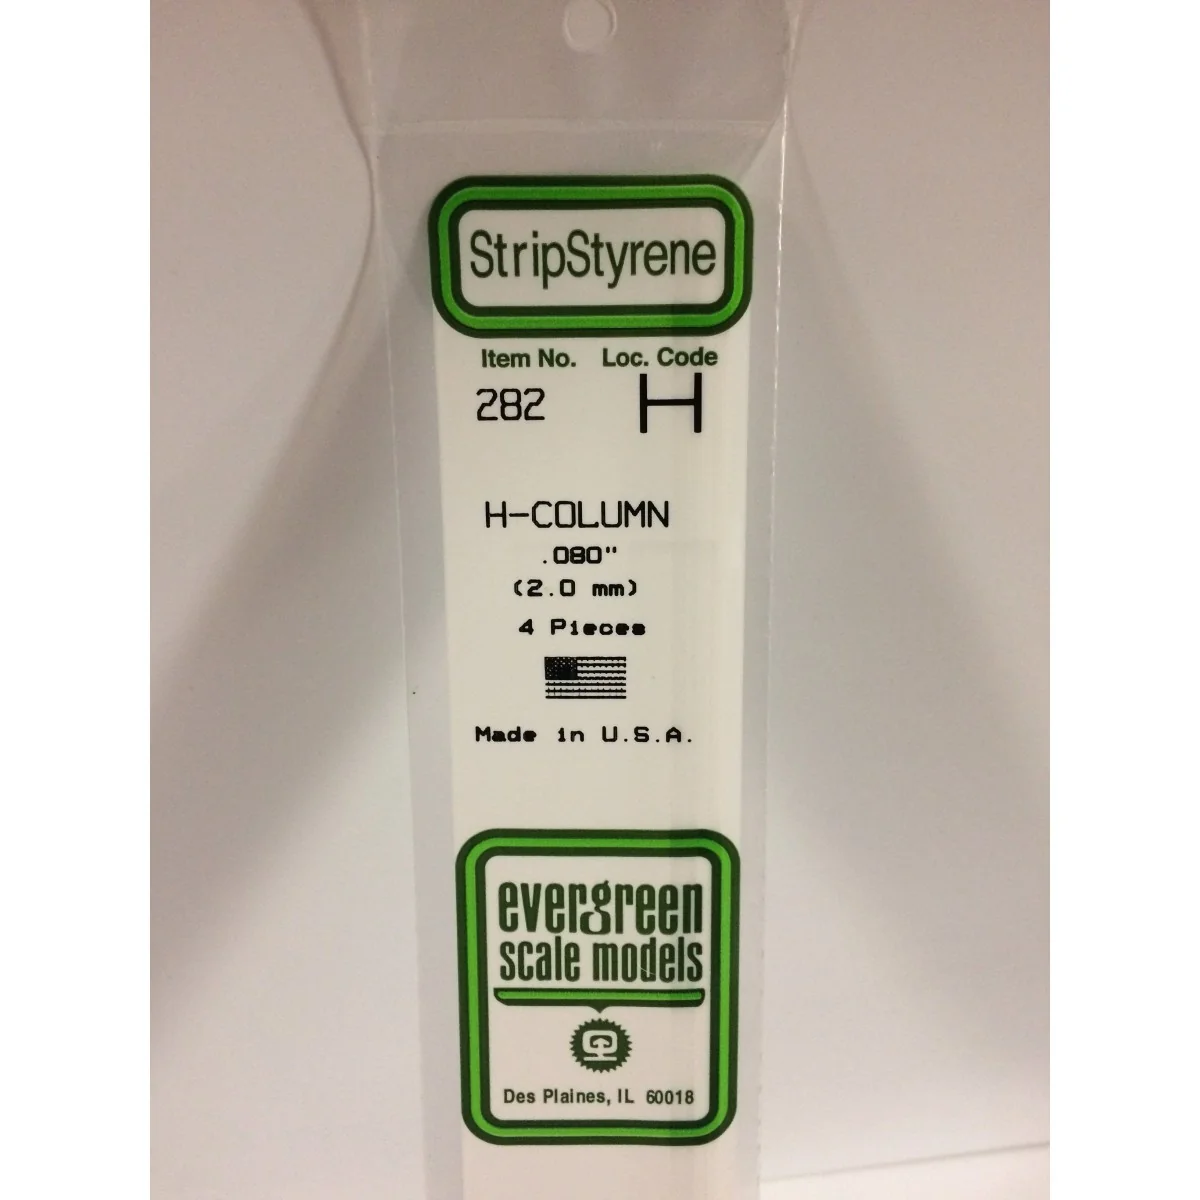 StripStyrene
Item No. Loc. Code
282 H
H-COLUMN
.080"
(2.0 mm)
4 Pieces
Made in U.S.A.
evergreen
scale models
Des Plaines, IL 60018